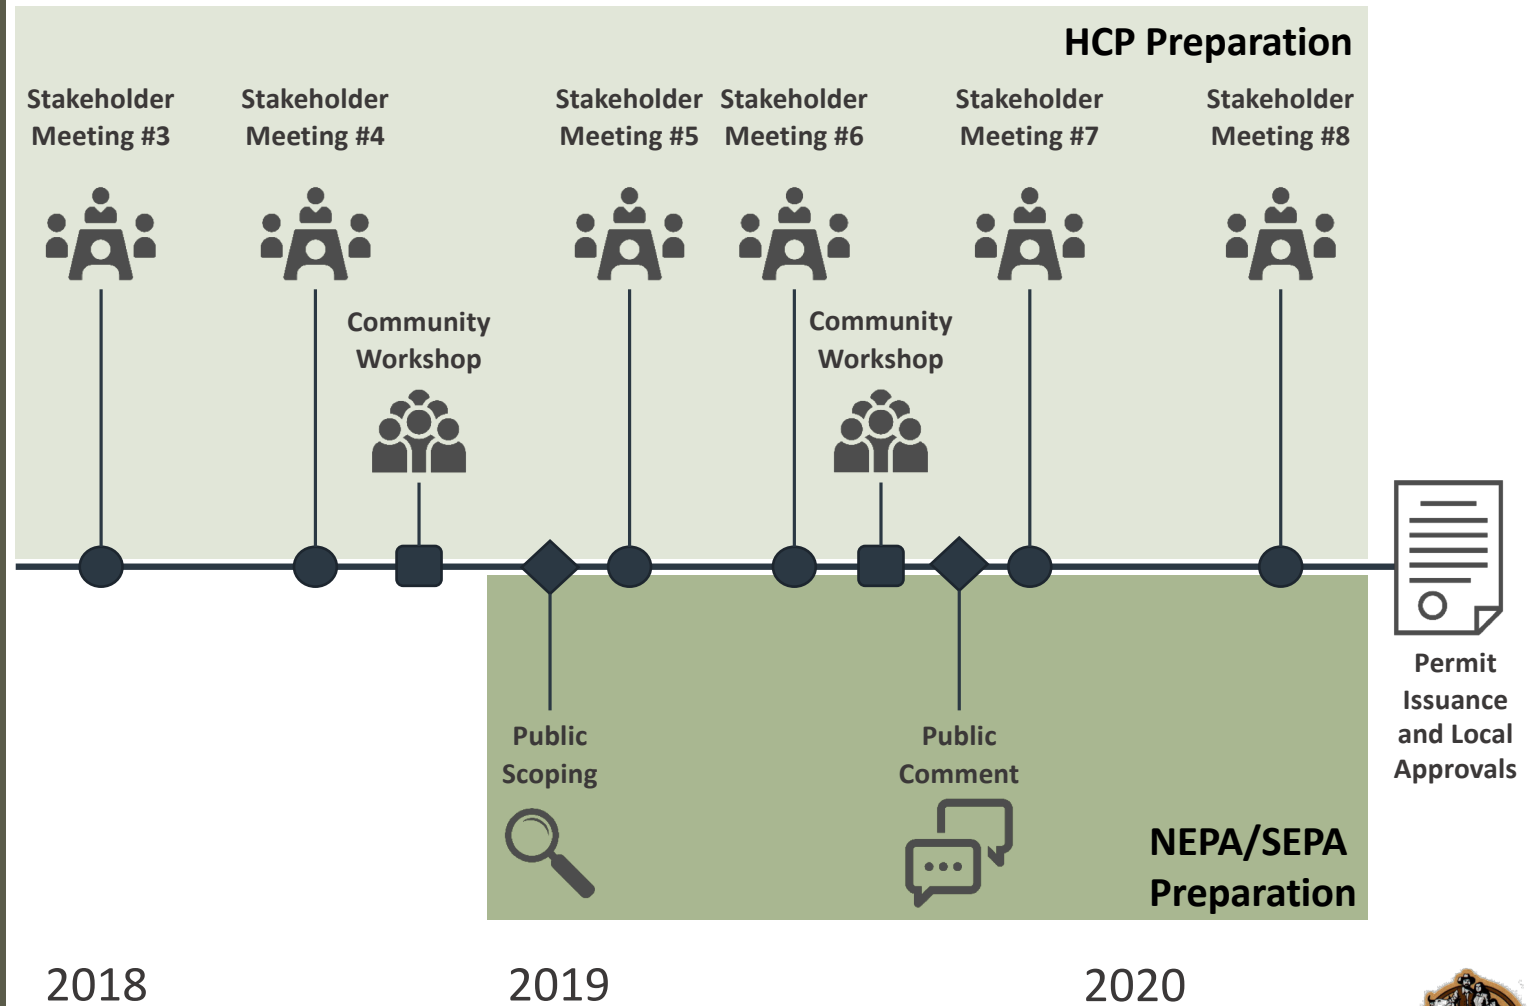 HCP Preparation
Stakeholder
Meeting #3
Stakeholder
Meeting #4
Stakeholder
Meeting #5
Stakeholder
Meeting #6
Stakeholder
Meeting #7
Stakeholder
Meeting #8
Community
Workshop
Community
Workshop
Public
Scoping
Public
Comment
Permit
Issuance
and Local
Approvals
NEPA/SEPA
Preparation
2018
2019
2020